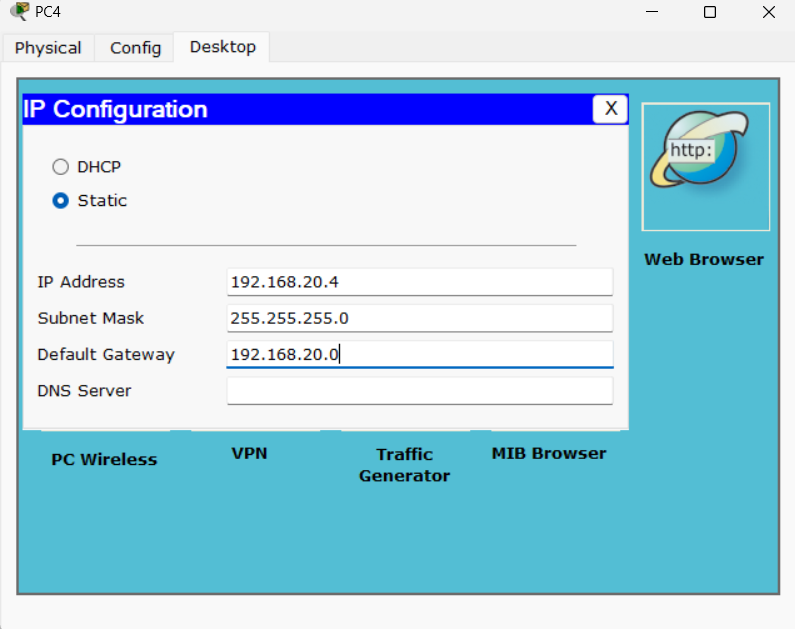 PC4
Physical Config Desktop
IP Configuration X
http:
DHCP
Static
Web Browser
IP Address 192.168.20.4
Subnet Mask 255.255.255.0
Default Gateway 192.168.20.0
DNS Server
PC Wireless VPN Traffic Generator MIB Browser